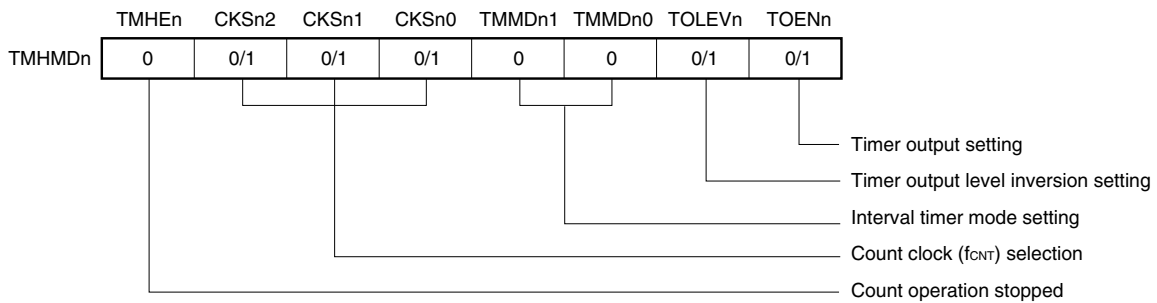 TMHEn CKSn2 CKSn1 CKSn0 TMMDn1 TMMDn0 TOLEVn TOENn
TMHMDn 0 0/1 0/1 0/1 0 0 0/1 0/1
Timer output setting
Timer output level inversion setting
Interval timer mode setting
Count clock (fCNT) selection
Count operation stopped